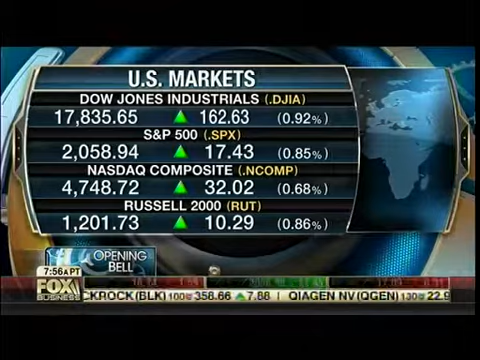 U.S. MARKETS
DOW JONES INDUSTRIALS (.DJIA)
17,835.65 ▲ 162.63 (0.92%)
S&P 500 (.SPX)
2,058.94 ▲ 17.43 (0.85%)
NASDAQ COMPOSITE (.NCOMP)
4,748.72 ▲ 32.02 (0.68%)
RUSSELL 2000 (RUT)
1,201.73 ▲ 10.29 (0.86%)
OPENING
BELL
7:56A PT
FOX
BUSINESS
CKROCK (BLK) 100 358.66 ▲ 7.88 QIAGEN NV (QGEN) 130 22.9